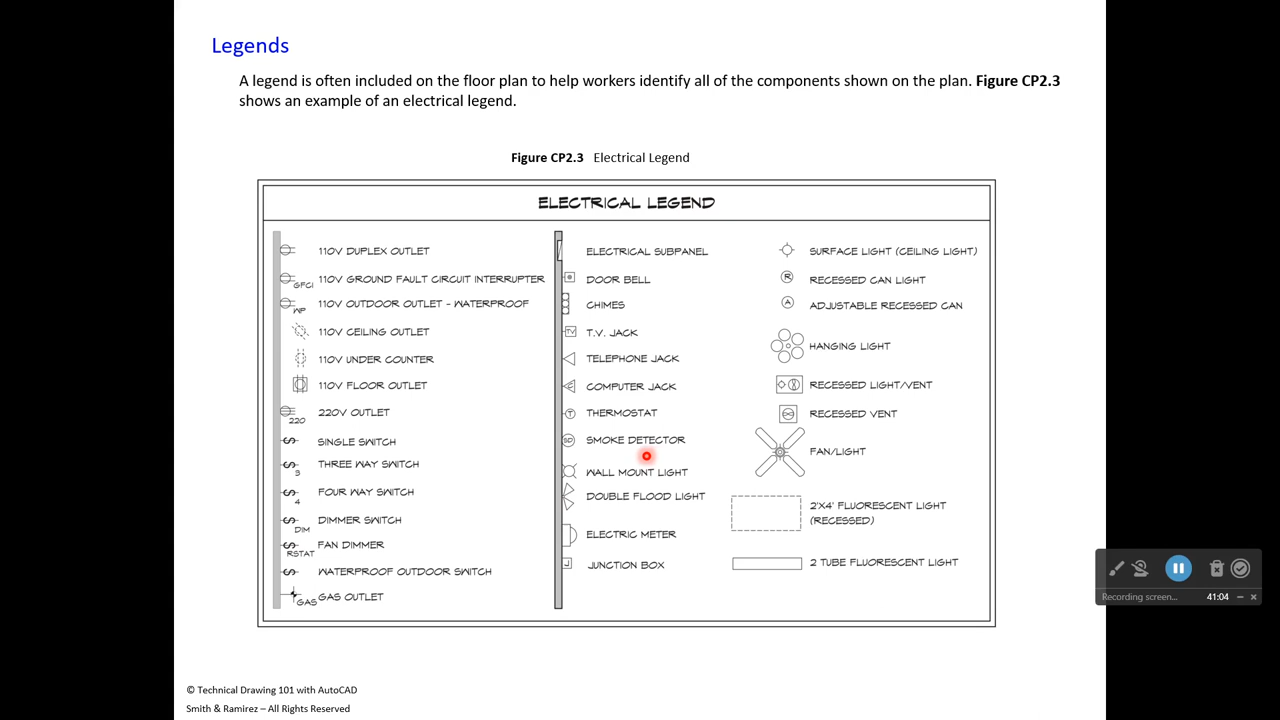 Legends
A legend is often included on the floor plan to help workers identify all of the components shown on the plan. Figure CP2.3
shows an example of an electrical legend.
Figure CP2.3 Electrical Legend
ELECTRICAL LEGEND
110V DUPLEX OUTLET
GFCI 110V GROUND FAULT CIRCUIT INTERRUPTER
WP 110V OUTDOOR OUTLET - WATERPROOF
110V CEILING OUTLET
110V UNDER COUNTER
110V FLOOR OUTLET
220 220V OUTLET
SINGLE SWITCH
3 THREE WAY SWITCH
4 FOUR WAY SWITCH
DIM DIMMER SWITCH
RSTAT FAN DIMMER
WATERPROOF OUTDOOR SWITCH
GAS GAS OUTLET
ELECTRICAL SUBPANEL
DOOR BELL
CHIMES
TV T.V. JACK
TELEPHONE JACK
COMPUTER JACK
T THERMOSTAT
SD SMOKE DETECTOR
WALL MOUNT LIGHT
DOUBLE FLOOD LIGHT
ELECTRIC METER
J JUNCTION BOX
SURFACE LIGHT (CEILING LIGHT)
R RECESSED CAN LIGHT
A ADJUSTABLE RECESSED CAN
HANGING LIGHT
RECESSED LIGHT/VENT
RECESSED VENT
FAN/LIGHT
2'X4' FLUORESCENT LIGHT
(RECESSED)
2 TUBE FLUORESCENT LIGHT
Recording screen... 41:04
© Technical Drawing 101 with AutoCAD
Smith & Ramirez – All Rights Reserved